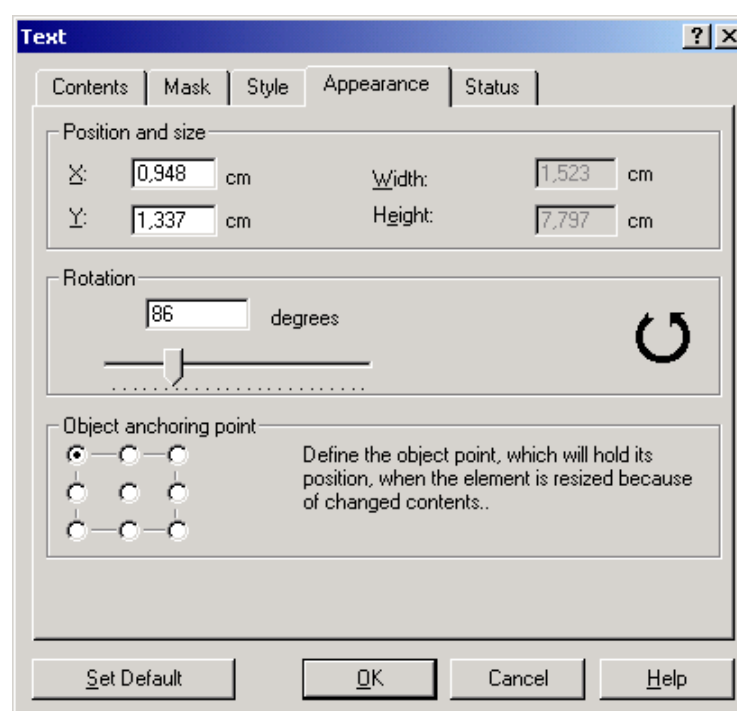 Text
Contents Mask Style Appearance Status
Position and size
X: 0,948 cm Width: 1,523 cm
Y: 1,337 cm Height: 7,797 cm
Rotation
86 degrees
Object anchoring point
Define the object point, which will hold its
position, when the element is resized because
of changed contents..
Set Default OK Cancel Help